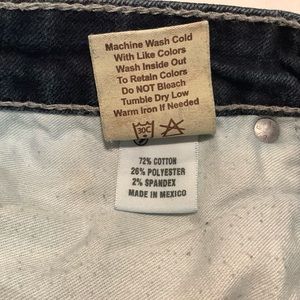 Machine Wash Cold
With Like Colors
Wash Inside Out
To Retain Colors
Do NOT Bleach
Tumble Dry Low
Warm Iron If Needed
30C
72% COTTON
26% POLYESTER
2% SPANDEX
MADE IN MEXICO